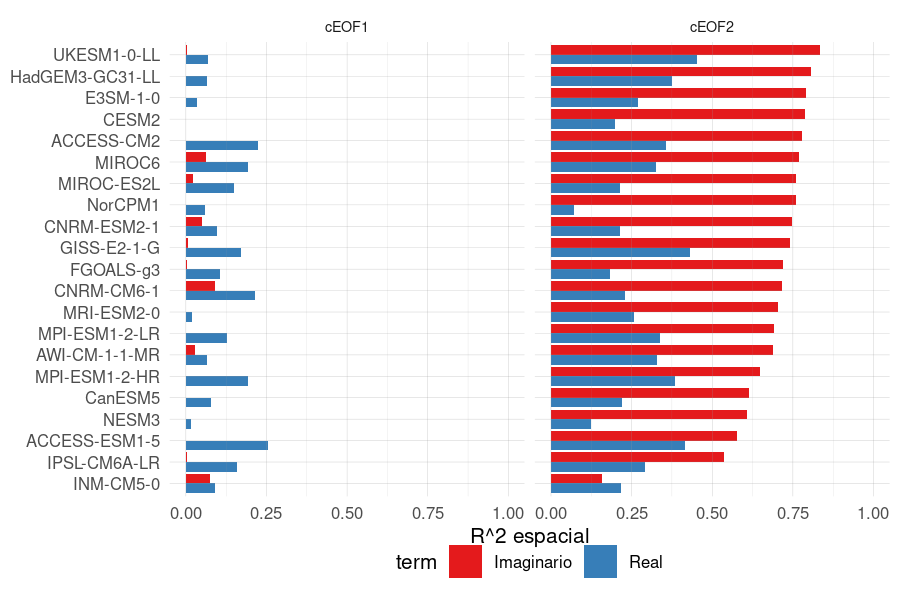 cEOF1 cEOF2
UKESM1-0-LL
HadGEM3-GC31-LL
E3SM-1-0
CESM2
ACCESS-CM2
MIROC6
MIROC-ES2L
NorCPM1
CNRM-ESM2-1
GISS-E2-1-G
FGOALS-g3
CNRM-CM6-1
MRI-ESM2-0
MPI-ESM1-2-LR
AWI-CM-1-1-MR
MPI-ESM1-2-HR
CanESM5
NESM3
ACCESS-ESM1-5
IPSL-CM6A-LR
INM-CM5-0
0.00 0.25 0.50 0.75 1.00 0.00 0.25 0.50 0.75 1.00
R^2 espacial
term Imaginario Real